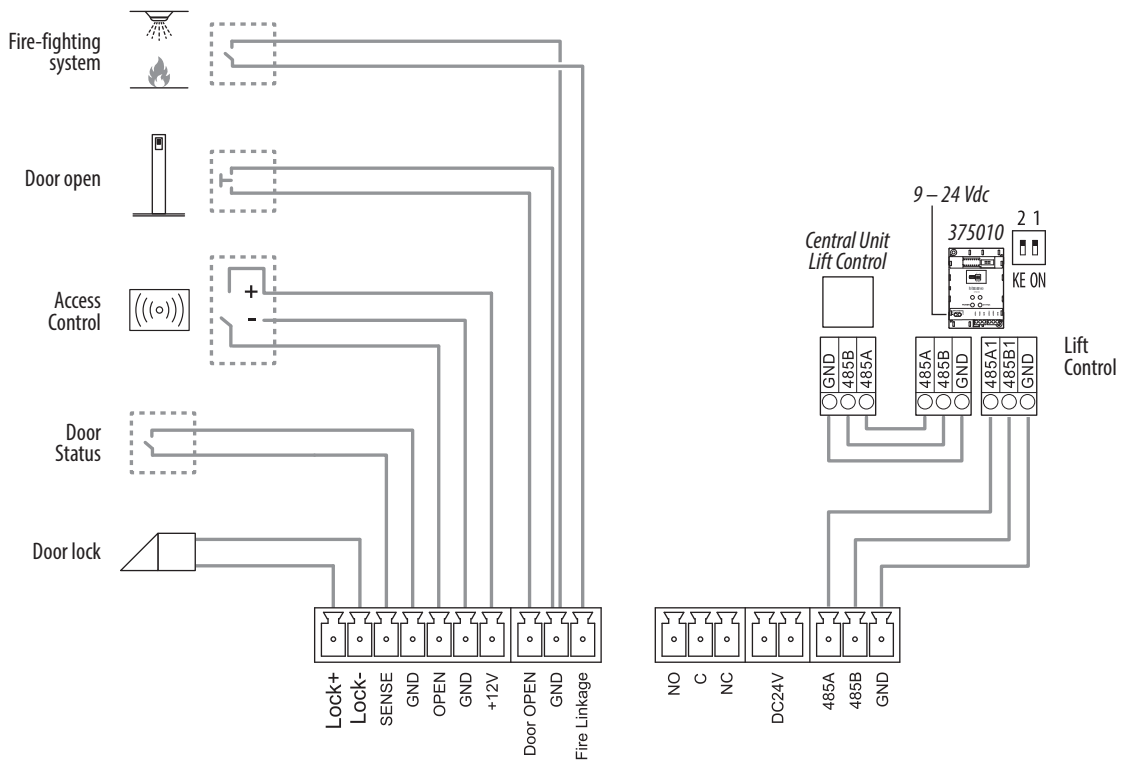 Fire-fighting
system
Door open
Access
Control
+
-
Door
Status
Door lock
Lock+
Lock-
SENSE
GND
OPEN
GND
+12V
Door OPEN
GND
Fire Linkage
9 – 24 Vdc
375010
2 1
KE ON
Central Unit
Lift Control
GND
485B
485A
485A
485B
GND
485A1
485B1
GND
Lift
Control
NO
C
NC
DC24V
485A
485B
GND